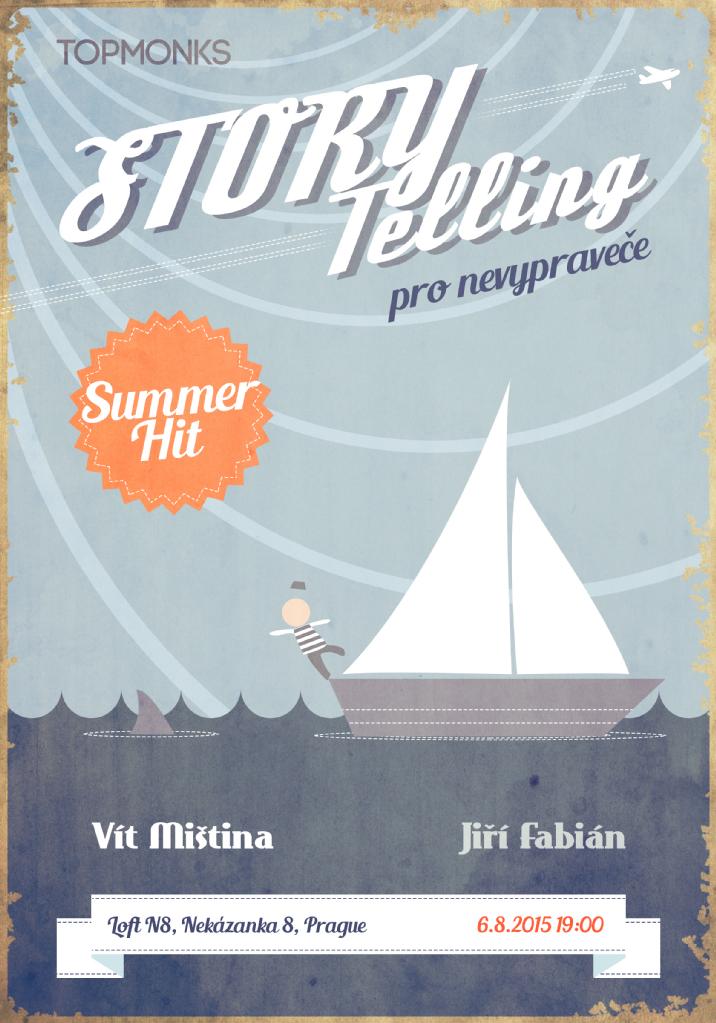 TOPMONKS
STORY
Telling
pro nevypraveče
Summer
Hit
Vít Miština
Jiří Fabián
Loft N8, Nekázanka 8, Prague
6.8.2015 19:00